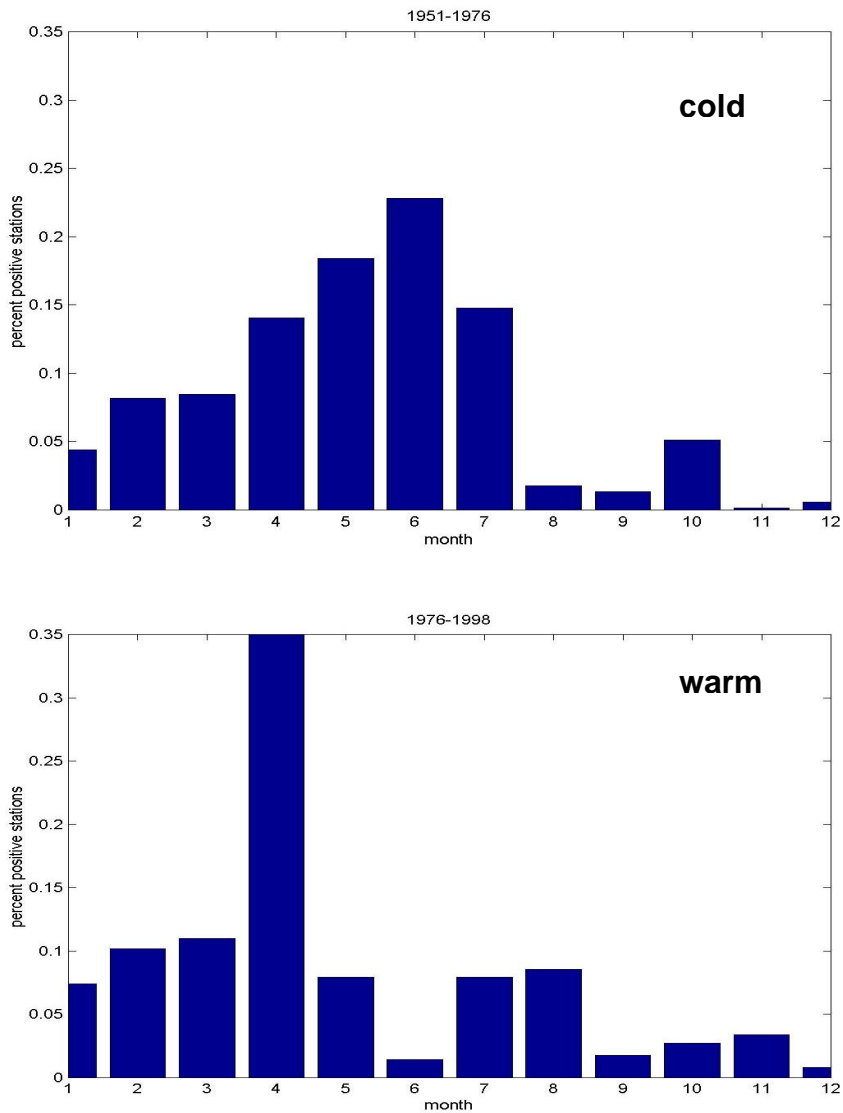 1951-1976
cold
percent positive stations
0.35
0.3
0.25
0.2
0.15
0.1
0.05
0
1 2 3 4 5 6 7 8 9 10 11 12
month
1976-1998
warm
percent positive stations
0.35
0.3
0.25
0.2
0.15
0.1
0.05
0
1 2 3 4 5 6 7 8 9 10 11 12
month